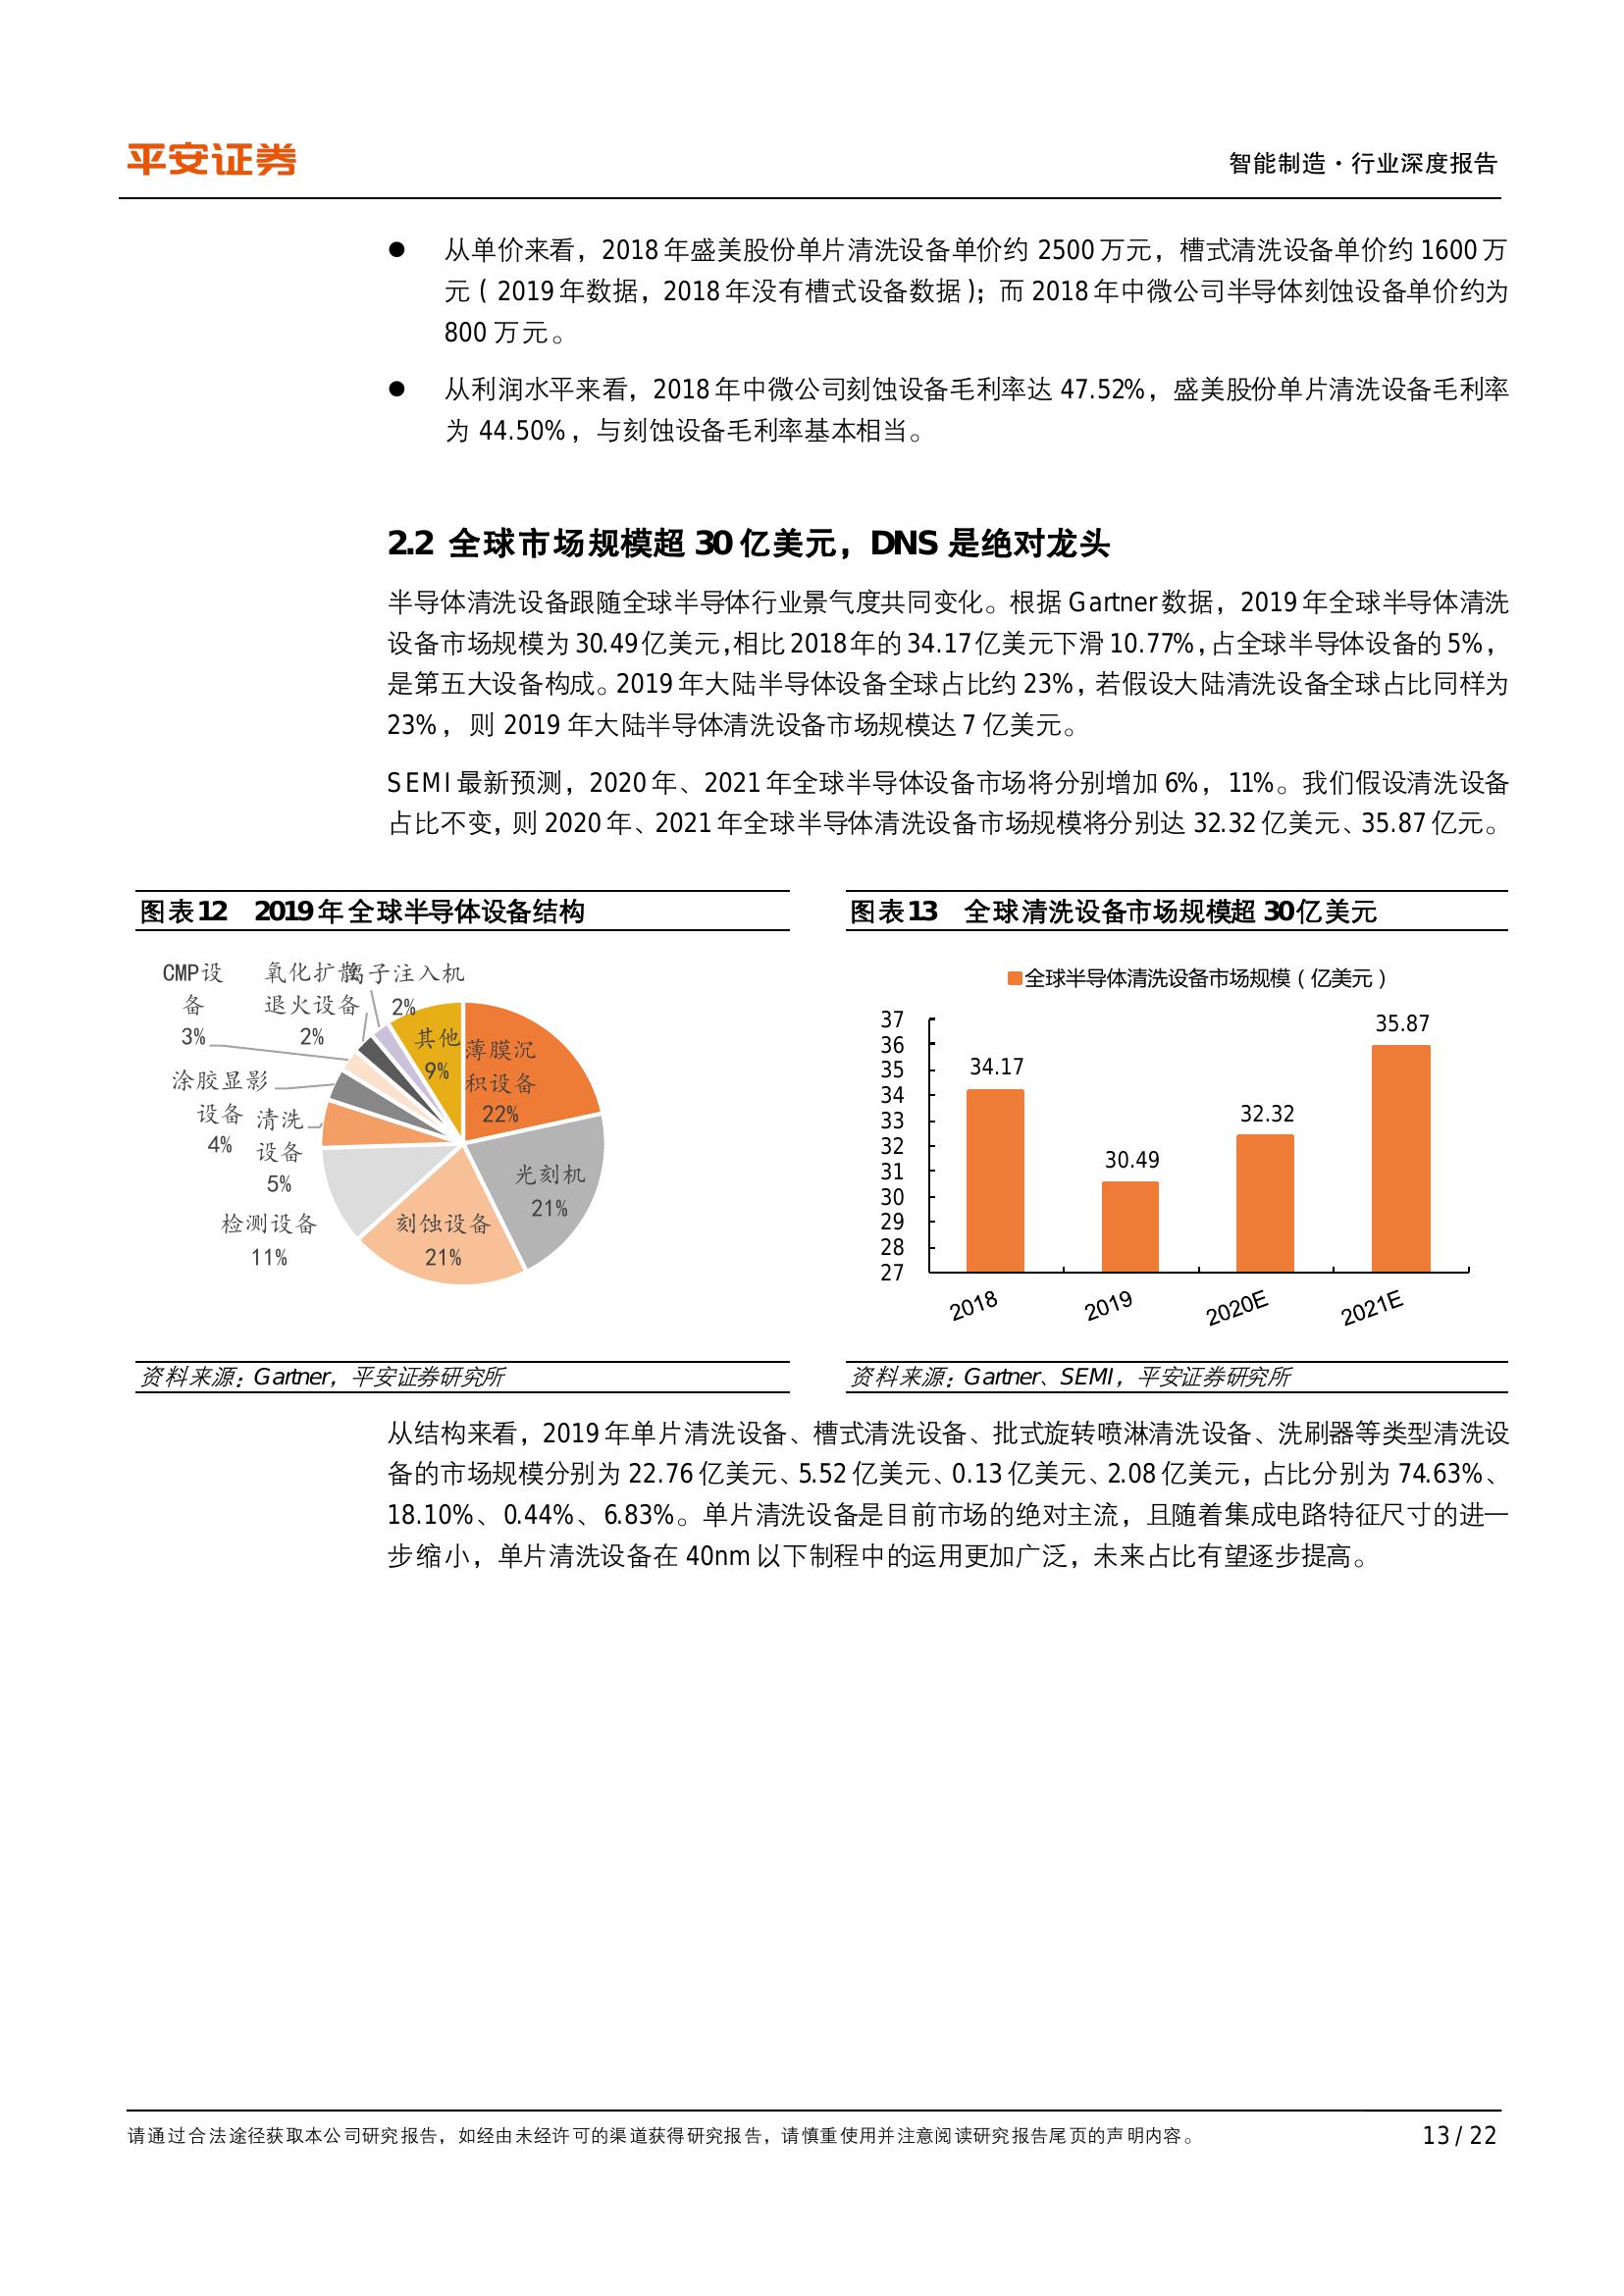 平安证券
智能制造·行业深度报告
● 从单价来看，2018 年盛美股份单片清洗设备单价约 2500 万元，槽式清洗设备单价约 1600 万
元（2019 年数据，2018 年没有槽式设备数据）；而 2018 年中微公司半导体刻蚀设备单价约为
800 万元。
● 从利润水平来看，2018 年中微公司刻蚀设备毛利率达 47.52%，盛美股份单片清洗设备毛利率
为 44.50%，与刻蚀设备毛利率基本相当。
2.2 全球市场规模超 30 亿美元，DNS 是绝对龙头
半导体清洗设备跟随全球半导体行业景气度共同变化。根据 Gartner 数据，2019 年全球半导体清洗
设备市场规模为 30.49 亿美元，相比 2018 年的 34.17 亿美元下滑 10.77%，占全球半导体设备的 5%，
是第五大设备构成。2019 年大陆半导体设备全球占比约 23%，若假设大陆清洗设备全球占比同样为
23%，则 2019 年大陆半导体清洗设备市场规模达 7 亿美元。
SEMI 最新预测，2020 年、2021 年全球半导体设备市场将分别增加 6%，11%。我们假设清洗设备
占比不变，则 2020 年、2021 年全球半导体清洗设备市场规模将分别达 32.32 亿美元、35.87 亿元。
图表12 2019 年全球半导体设备结构
CMP设
备
3%
氧化扩散
退火设备
2%
离子注入机
2%
其他
9%
薄膜沉
积设备
22%
涂胶显影
设备
4%
清洗
设备
5%
光刻机
21%
检测设备
11%
刻蚀设备
21%
资料来源：Gartner，平安证券研究所
图表13 全球清洗设备市场规模超 30 亿美元
全球半导体清洗设备市场规模（亿美元）
37
36
35
34
33
32
31
30
29
28
27
34.17
30.49
32.32
35.87
2018
2019
2020E
2021E
资料来源：Gartner、SEMI，平安证券研究所
从结构来看，2019 年单片清洗设备、槽式清洗设备、批式旋转喷淋清洗设备、洗刷器等类型清洗设
备的市场规模分别为 22.76 亿美元、5.52 亿美元、0.13 亿美元、2.08 亿美元，占比分别为 74.63%、
18.10%、0.44%、6.83%。单片清洗设备是目前市场的绝对主流，且随着集成电路特征尺寸的进一
步缩小，单片清洗设备在 40nm 以下制程中的运用更加广泛，未来占比有望逐步提高。
请通过合法途径获取本公司研究报告，如经由未经许可的渠道获得研究报告，请慎重使用并注意阅读研究报告尾页的声明内容。
13 / 22